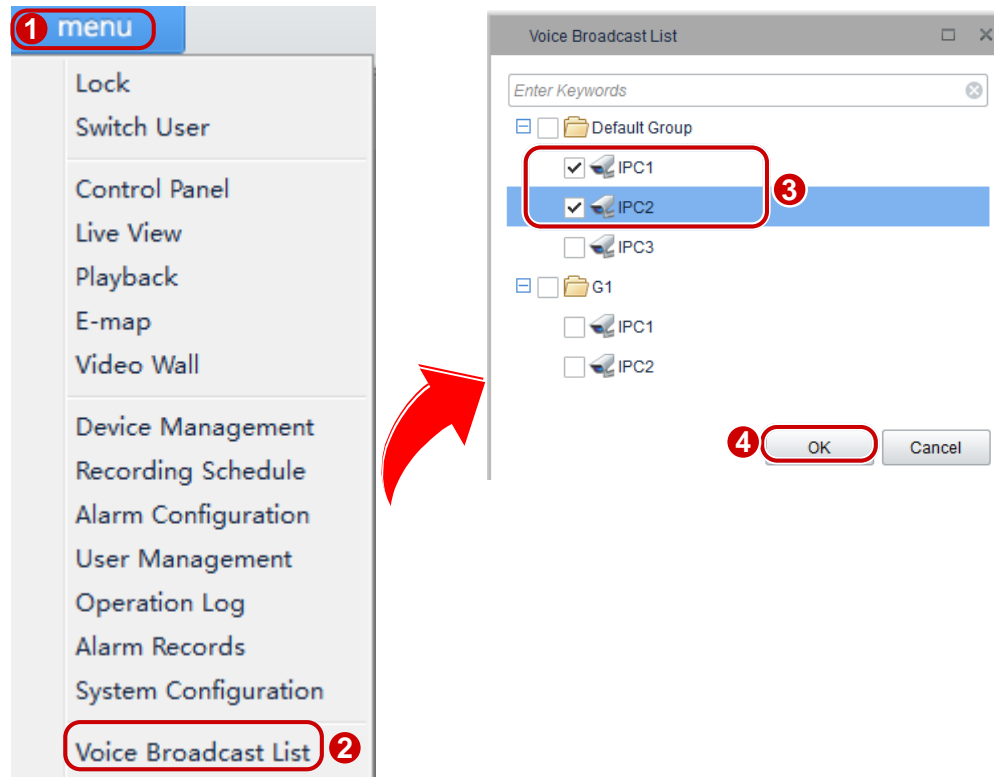 1 menu
Lock
Switch User
Control Panel
Live View
Playback
E-map
Video Wall
Device Management
Recording Schedule
Alarm Configuration
User Management
Operation Log
Alarm Records
System Configuration
Voice Broadcast List 2
Voice Broadcast List
Enter Keywords
Default Group
IPC1
3
IPC2
IPC3
G1
IPC1
IPC2
4 OK Cancel